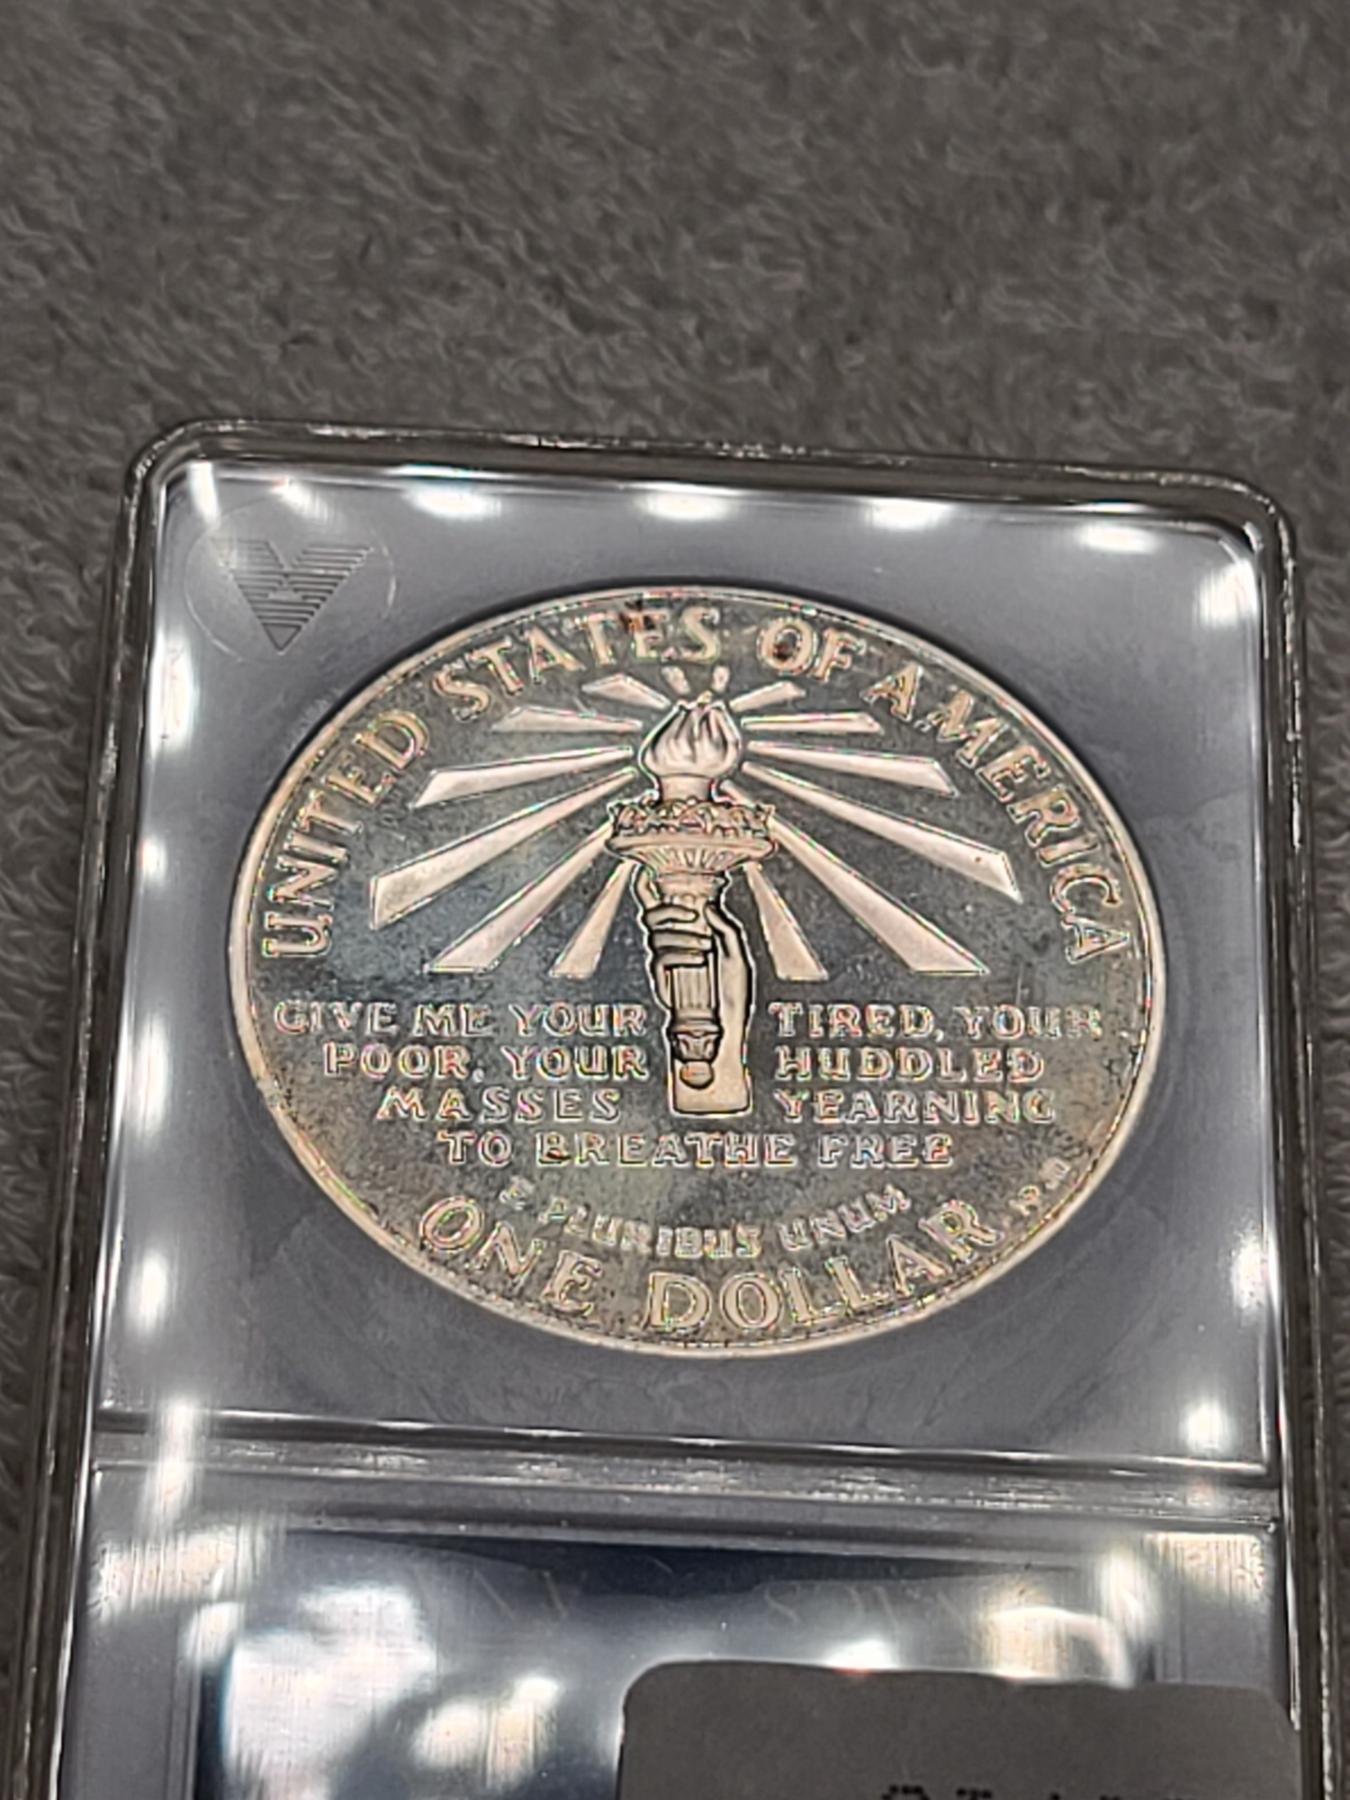 UNITED STATES OF AMERICA
GIVE ME YOUR TIRED, YOUR
POOR, YOUR HUDDLED
MASSES YEARNING
TO BREATHE FREE
E PLURIBUS UNUM
ONE DOLLAR